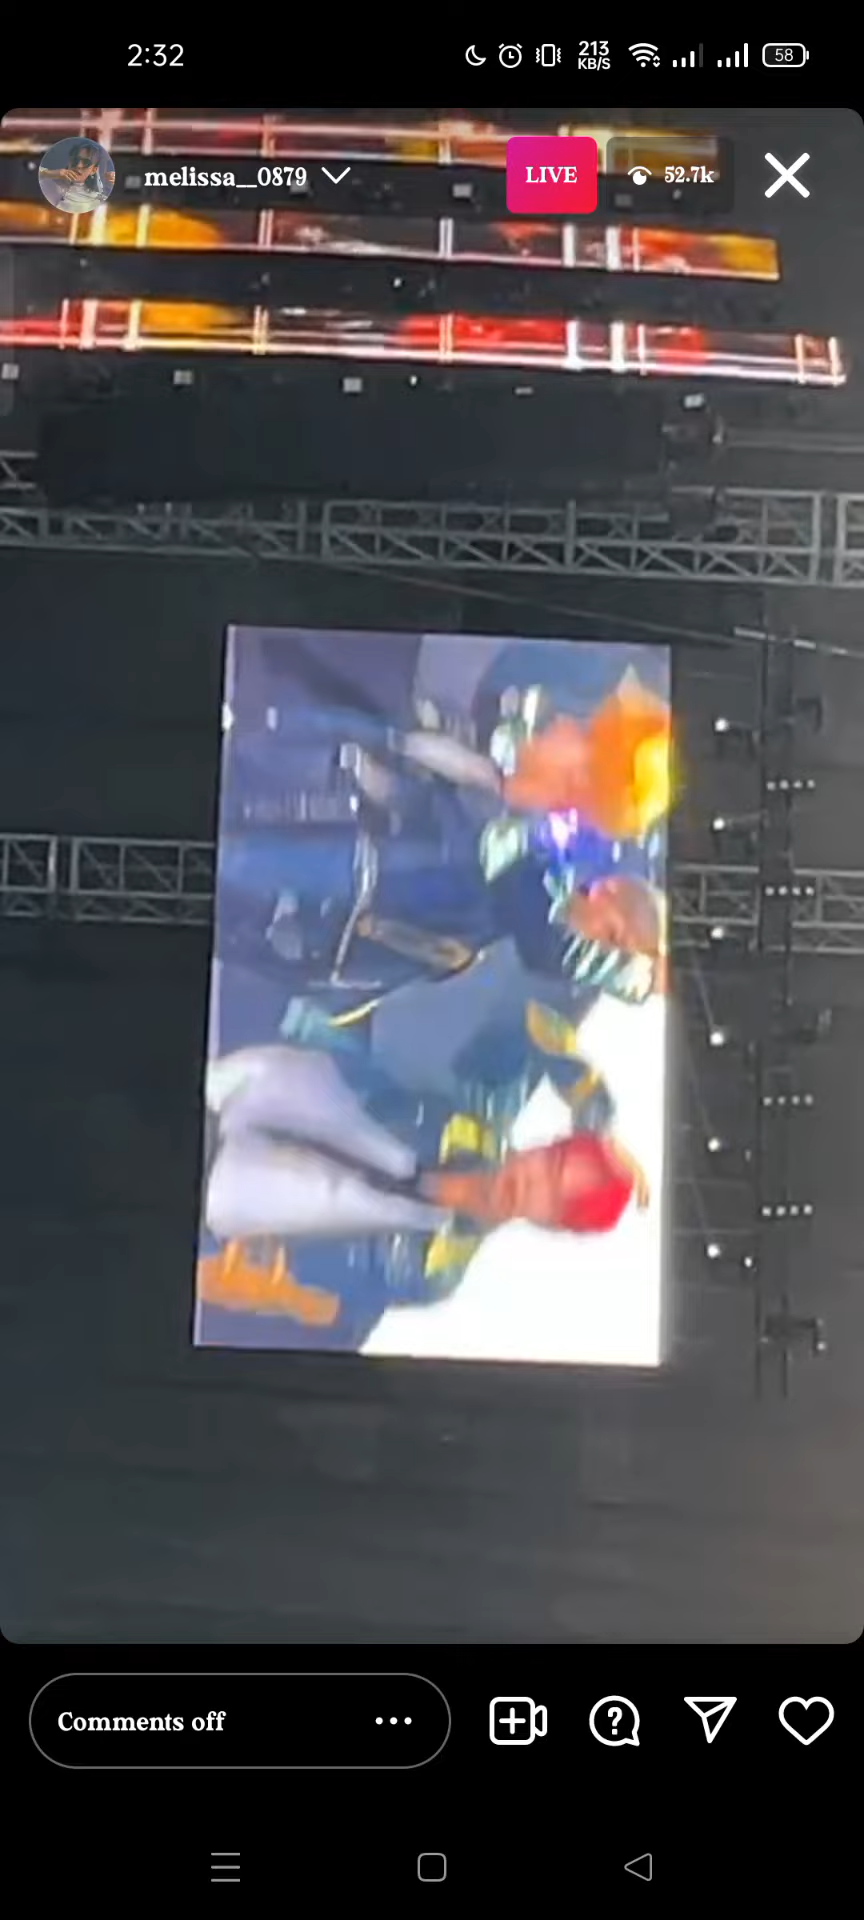 2:32
213
KB/S
58
melissa__0879
LIVE
52.7k
Comments off